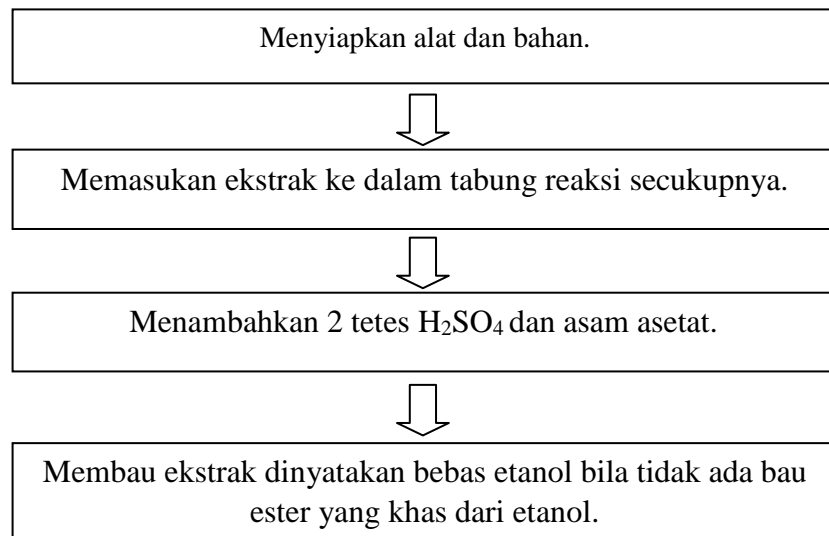 Menyiapkan alat dan bahan.
Memasukan ekstrak ke dalam tabung reaksi secukupnya.
Menambahkan 2 tetes H₂SO₄ dan asam asetat.
Membau ekstrak dinyatakan bebas etanol bila tidak ada bau
ester yang khas dari etanol.